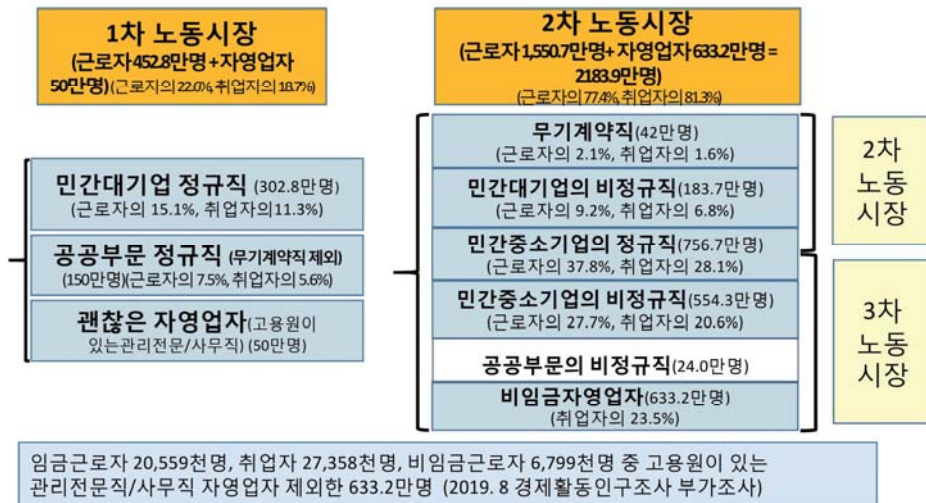 1차 노동시장
(근로자 452.8만명 + 자영업자
50만명) (근로자의 22.0%, 취업자의 18.7%)
2차 노동시장
(근로자 1,550.7만명+ 자영업자 633.2만명 =
2183.9만명)
(근로자의 77.4%, 취업자의 81.3%)
민간대기업 정규직 (302.8만명)
(근로자의 15.1%, 취업자의11.3%)
공공부문 정규직 (무기계약직 제외)
(150만명)(근로자의 7.5%, 취업자의 5.6%)
괜찮은 자영업자(고용원이
있는관리전문/사무직) (50만명)
무기계약직(42만명)
(근로자의 2.1%, 취업자의 1.6%)
민간대기업의 비정규직(183.7만명)
(근로자의 9.2%, 취업자의 6.8%)
민간중소기업의 정규직(756.7만명)
(근로자의 37.8%, 취업자의 28.1%)
민간중소기업의 비정규직(554.3만명)
(근로자의 27.7%, 취업자의 20.6%)
공공부문의 비정규직(24.0만명)
비임금자영업자(633.2만명)
(취업자의 23.5%)
2차
노동
시장
3차
노동
시장
임금근로자 20,559천명, 취업자 27,358천명, 비임금근로자 6,799천명 중 고용원이 있는
관리전문직/사무직 자영업자 제외한 633.2만명 (2019. 8 경제활동인구조사 부가조사)